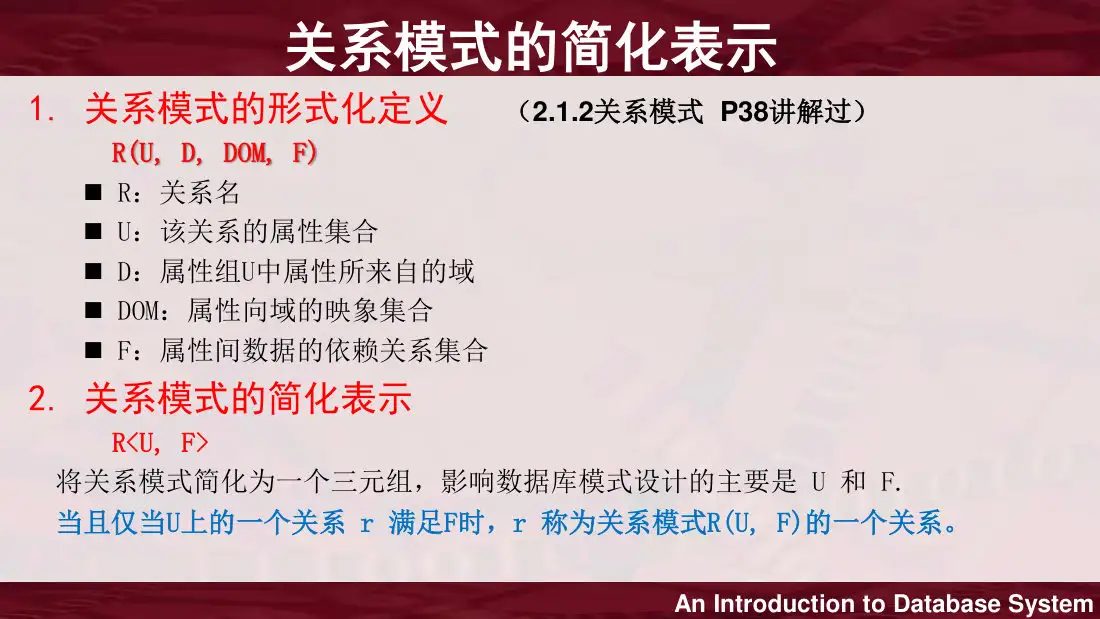 关系模式的简化表示
1. 关系模式的形式化定义 （2.1.2关系模式 P38讲解过）
R(U, D, DOM, F)
■ R：关系名
■ U：该关系的属性集合
■ D：属性组U中属性所来自的域
■ DOM：属性向域的映象集合
■ F：属性间数据的依赖关系集合
2. 关系模式的简化表示
R<U, F>
将关系模式简化为一个三元组，影响数据库模式设计的主要是 U 和 F.
当且仅当U上的一个关系 r 满足F时，r 称为关系模式R(U, F)的一个关系。
An Introduction to Database System